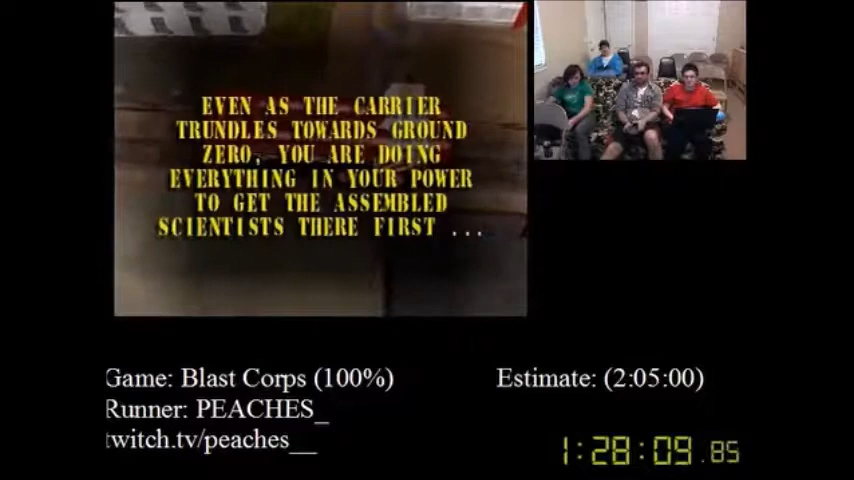 EVEN AS THE CARRIER
TRUNDLES TOWARDS GROUND
ZERO, YOU ARE DOING
EVERYTHING IN YOUR POWER
TO GET THE ASSEMBLED
SCIENTISTS THERE FIRST ...
Game: Blast Corps (100%)
Estimate: (2:05:00)
Runner: PEACHES_
twitch.tv/peaches__
1:28:09.85